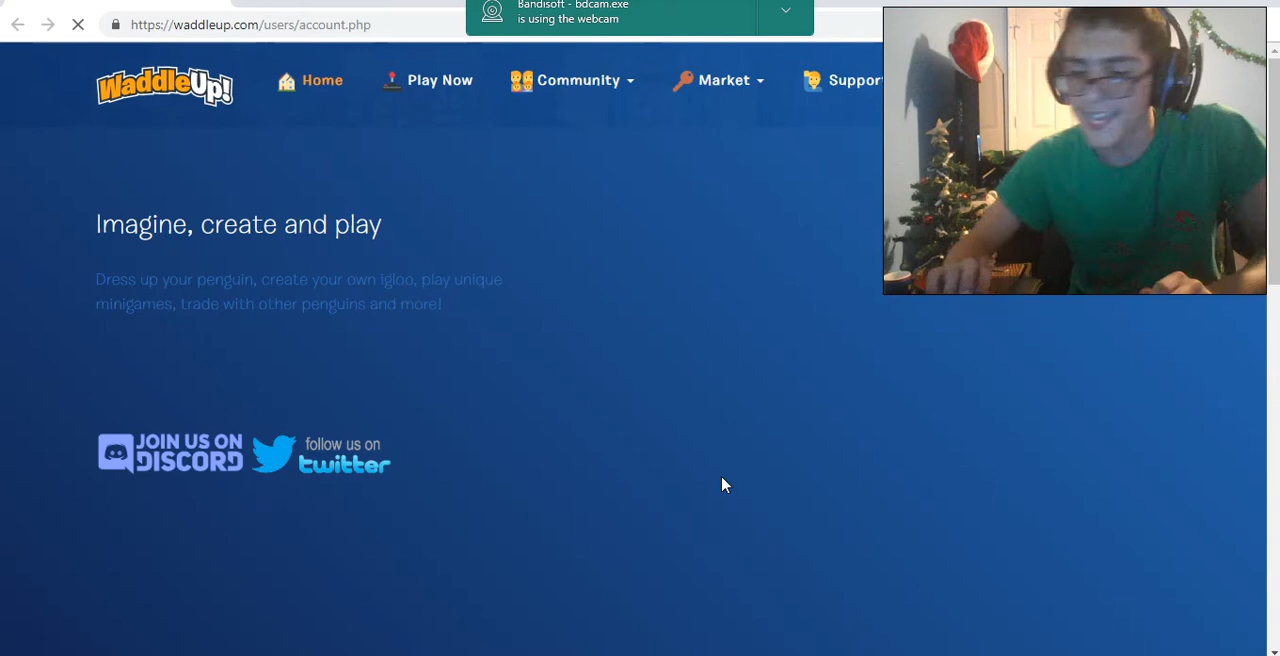 Bandisoft - bdcam.exe
is using the webcam
https://waddleup.com/users/account.php
WaddleUp!
Home
Play Now
Community
Market
Suppor
Imagine, create and play
Dress up your penguin, create your own igloo, play unique
minigames, trade with other penguins and more!
JOIN US ON
DISCORD
follow us on
twitter